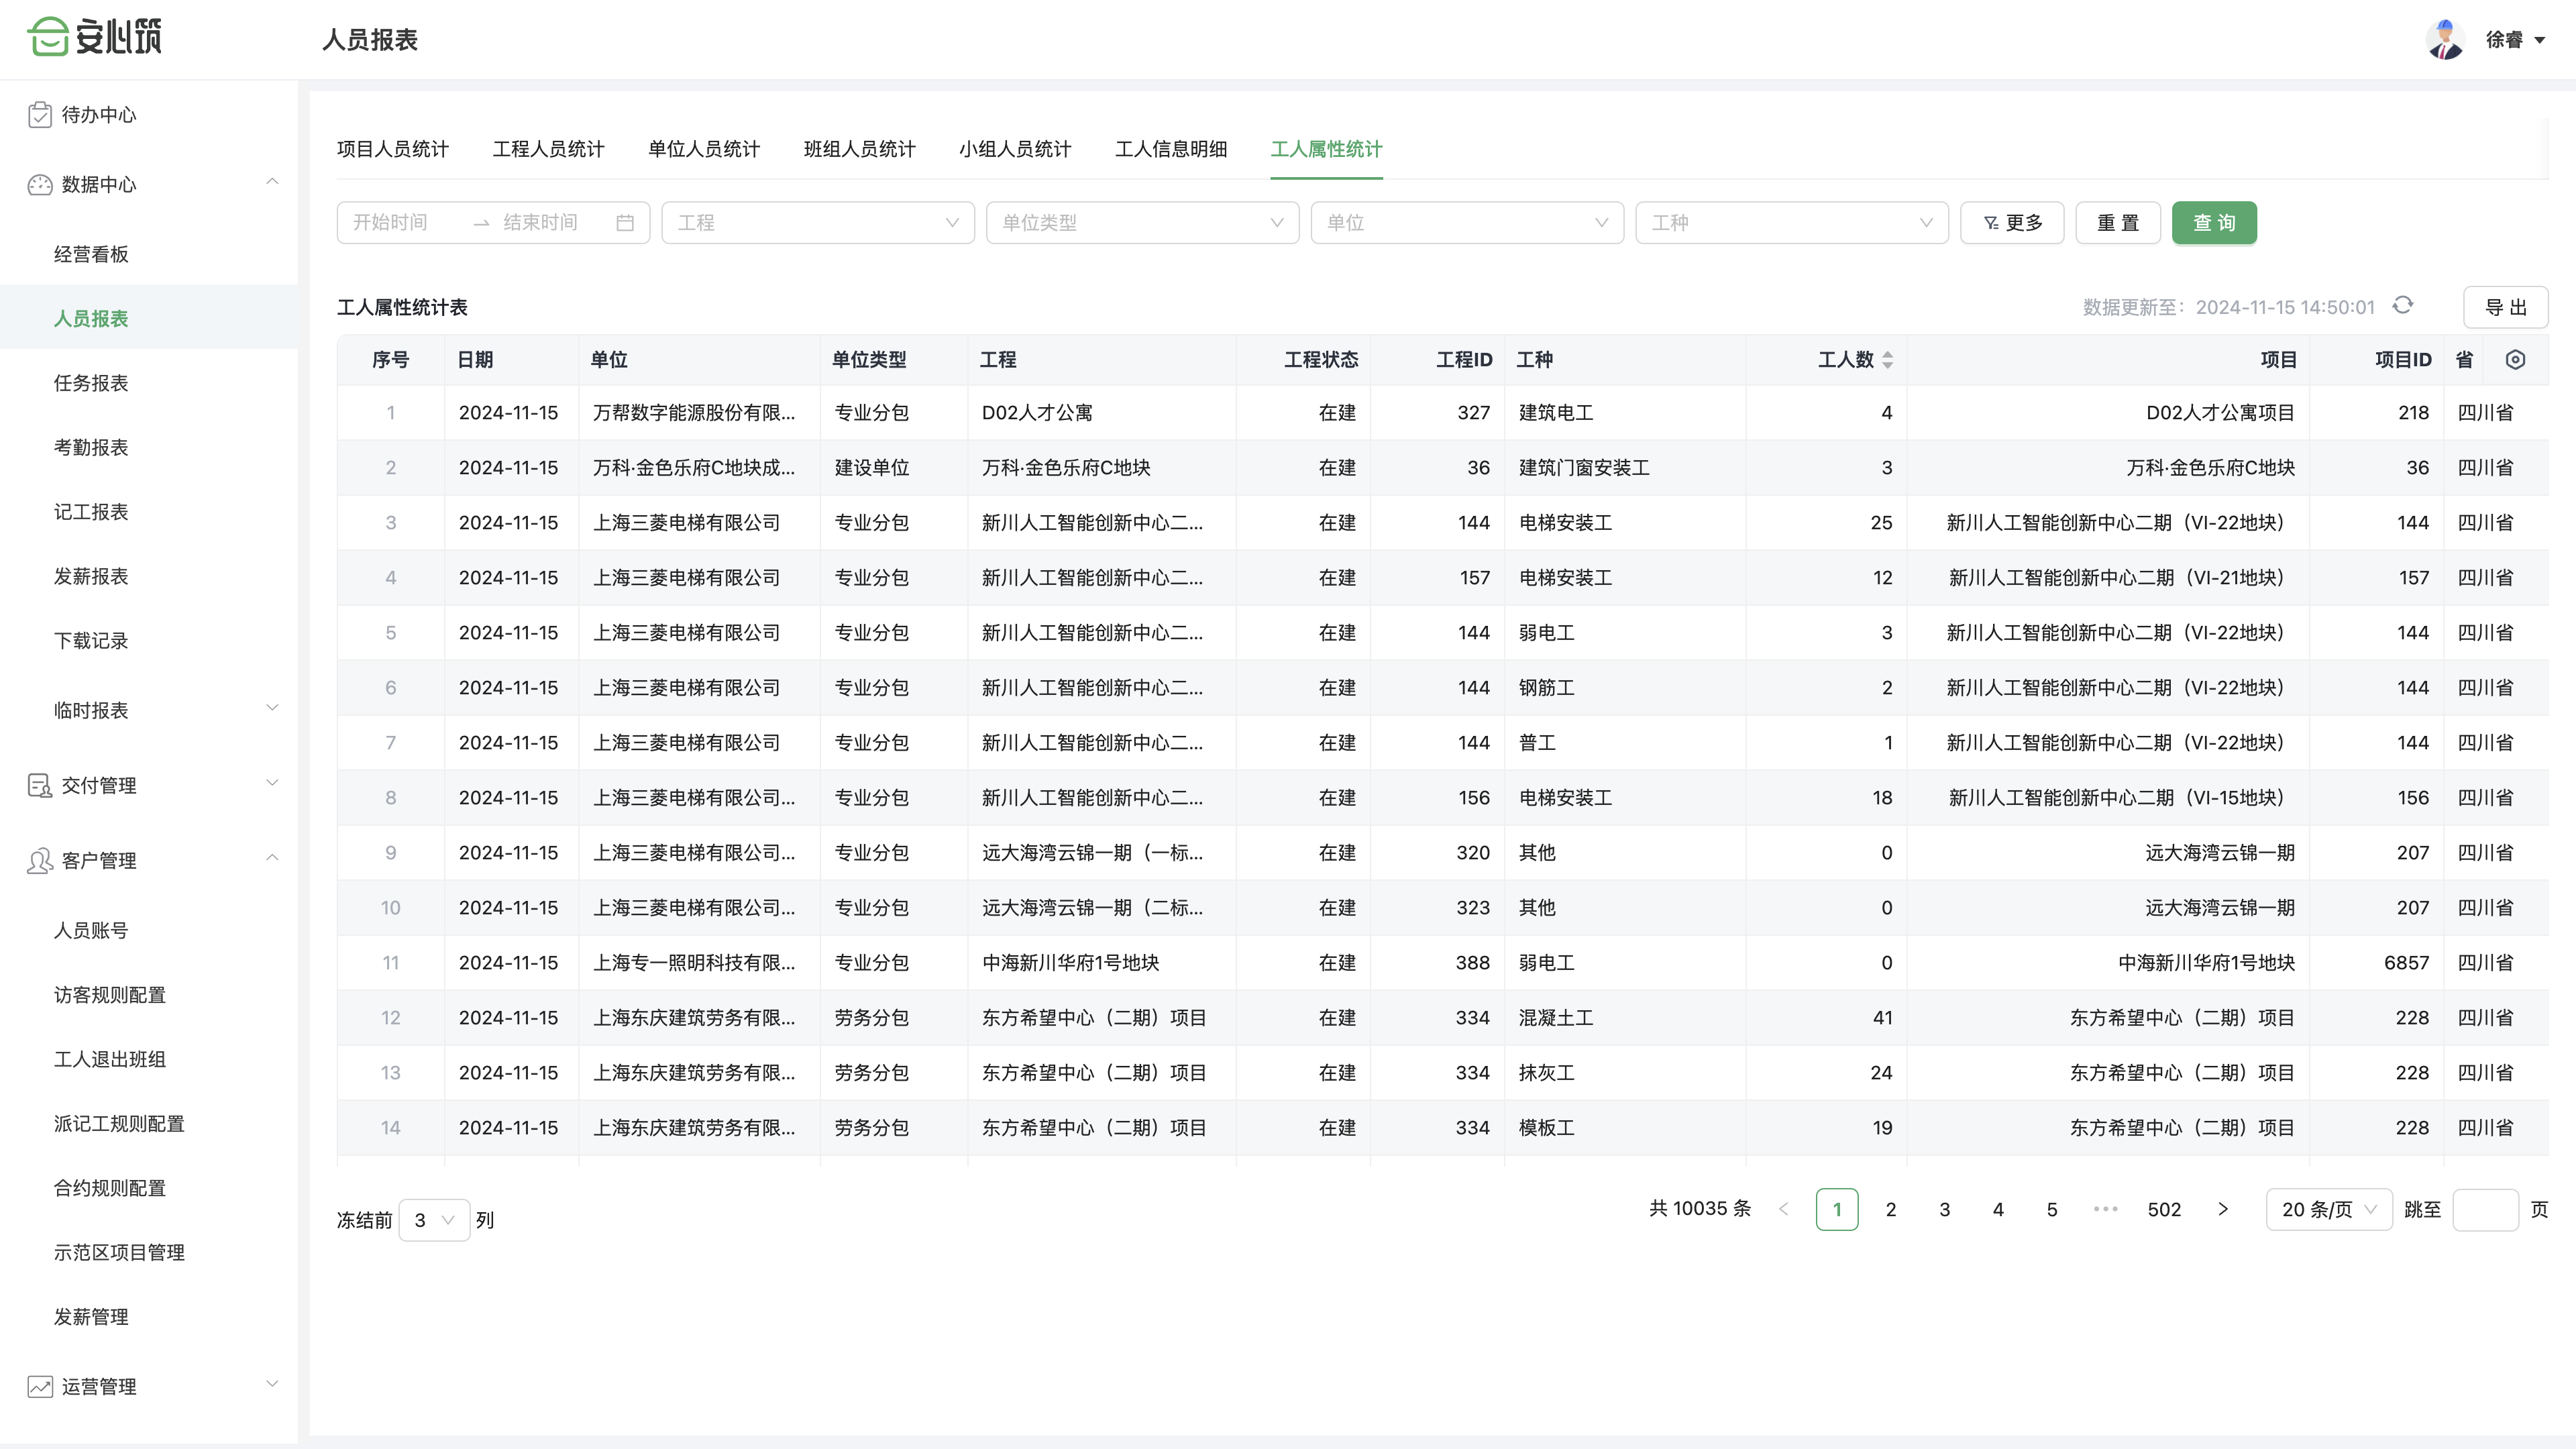 安心筑
人员报表
徐睿
待办中心
数据中心
经营看板
人员报表
任务报表
考勤报表
记工报表
发薪报表
下载记录
临时报表
交付管理
客户管理
人员账号
访客规则配置
工人退出班组
派记工规则配置
合约规则配置
示范区项目管理
发薪管理
运营管理
项目人员统计 工程人员统计 单位人员统计 班组人员统计 小组人员统计 工人信息明细 工人属性统计
开始时间 结束时间 工程 单位类型 单位 工种 更多 重置 查询
工人属性统计表 数据更新至：2024-11-15 14:50:01 导出
序号 日期 单位 单位类型 工程 工程状态 工程ID 工种 工人数 项目 项目ID 省
1 2024-11-15 万帮数字能源股份有限... 专业分包 D02人才公寓 在建 327 建筑电工 4 D02人才公寓项目 218 四川省
2 2024-11-15 万科·金色乐府C地块成... 建设单位 万科·金色乐府C地块 在建 36 建筑门窗安装工 3 万科·金色乐府C地块 36 四川省
3 2024-11-15 上海三菱电梯有限公司 专业分包 新川人工智能创新中心二... 在建 144 电梯安装工 25 新川人工智能创新中心二期（VI-22地块） 144 四川省
4 2024-11-15 上海三菱电梯有限公司 专业分包 新川人工智能创新中心二... 在建 157 电梯安装工 12 新川人工智能创新中心二期（VI-21地块） 157 四川省
5 2024-11-15 上海三菱电梯有限公司 专业分包 新川人工智能创新中心二... 在建 144 弱电工 3 新川人工智能创新中心二期（VI-22地块） 144 四川省
6 2024-11-15 上海三菱电梯有限公司 专业分包 新川人工智能创新中心二... 在建 144 钢筋工 2 新川人工智能创新中心二期（VI-22地块） 144 四川省
7 2024-11-15 上海三菱电梯有限公司 专业分包 新川人工智能创新中心二... 在建 144 普工 1 新川人工智能创新中心二期（VI-22地块） 144 四川省
8 2024-11-15 上海三菱电梯有限公司... 专业分包 新川人工智能创新中心二... 在建 156 电梯安装工 18 新川人工智能创新中心二期（VI-15地块） 156 四川省
9 2024-11-15 上海三菱电梯有限公司... 专业分包 远大海湾云锦一期（一标... 在建 320 其他 0 远大海湾云锦一期 207 四川省
10 2024-11-15 上海三菱电梯有限公司... 专业分包 远大海湾云锦一期（二标... 在建 323 其他 0 远大海湾云锦一期 207 四川省
11 2024-11-15 上海专一照明科技有限... 专业分包 中海新川华府1号地块 在建 388 弱电工 0 中海新川华府1号地块 6857 四川省
12 2024-11-15 上海东庆建筑劳务有限... 劳务分包 东方希望中心（二期）项目 在建 334 混凝土工 41 东方希望中心（二期）项目 228 四川省
13 2024-11-15 上海东庆建筑劳务有限... 劳务分包 东方希望中心（二期）项目 在建 334 抹灰工 24 东方希望中心（二期）项目 228 四川省
14 2024-11-15 上海东庆建筑劳务有限... 劳务分包 东方希望中心（二期）项目 在建 334 模板工 19 东方希望中心（二期）项目 228 四川省
冻结前 3 列 共 10035 条 1 2 3 4 5 ••• 502 20 条/页 跳至 页